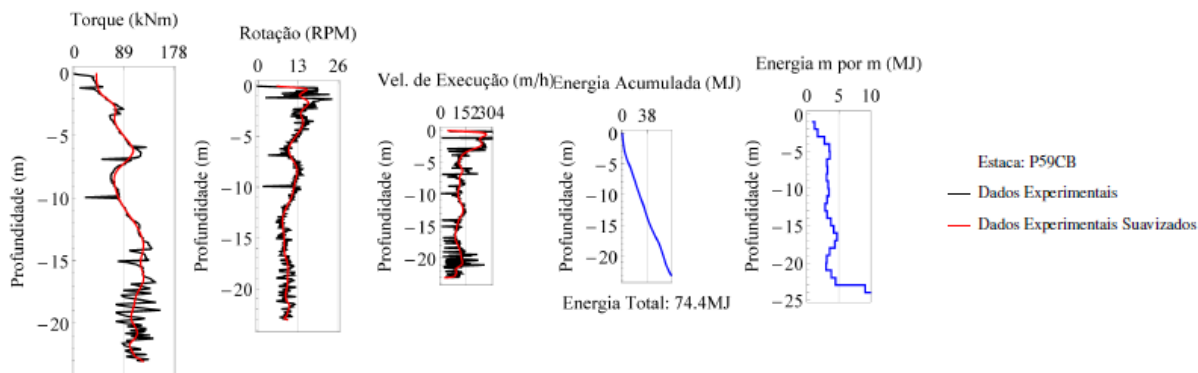 Torque (kNm)
0 89 178
Profundidade (m)
0
−5
−10
−15
−20
Rotação (RPM)
0 13 26
Profundidade (m)
0
−5
−10
−15
−20
Vel. de Execução (m/h)
0 152 304
Profundidade (m)
0
−5
−10
−15
−20
Energia Acumulada (MJ)
0 38
Profundidade (m)
0
−5
−10
−15
−20
Energia Total: 74.4MJ
Energia m por m (MJ)
0 5 10
Profundidade (m)
0
−5
−10
−15
−20
−25
Estaca: P59CB
Dados Experimentais
Dados Experimentais Suavizados